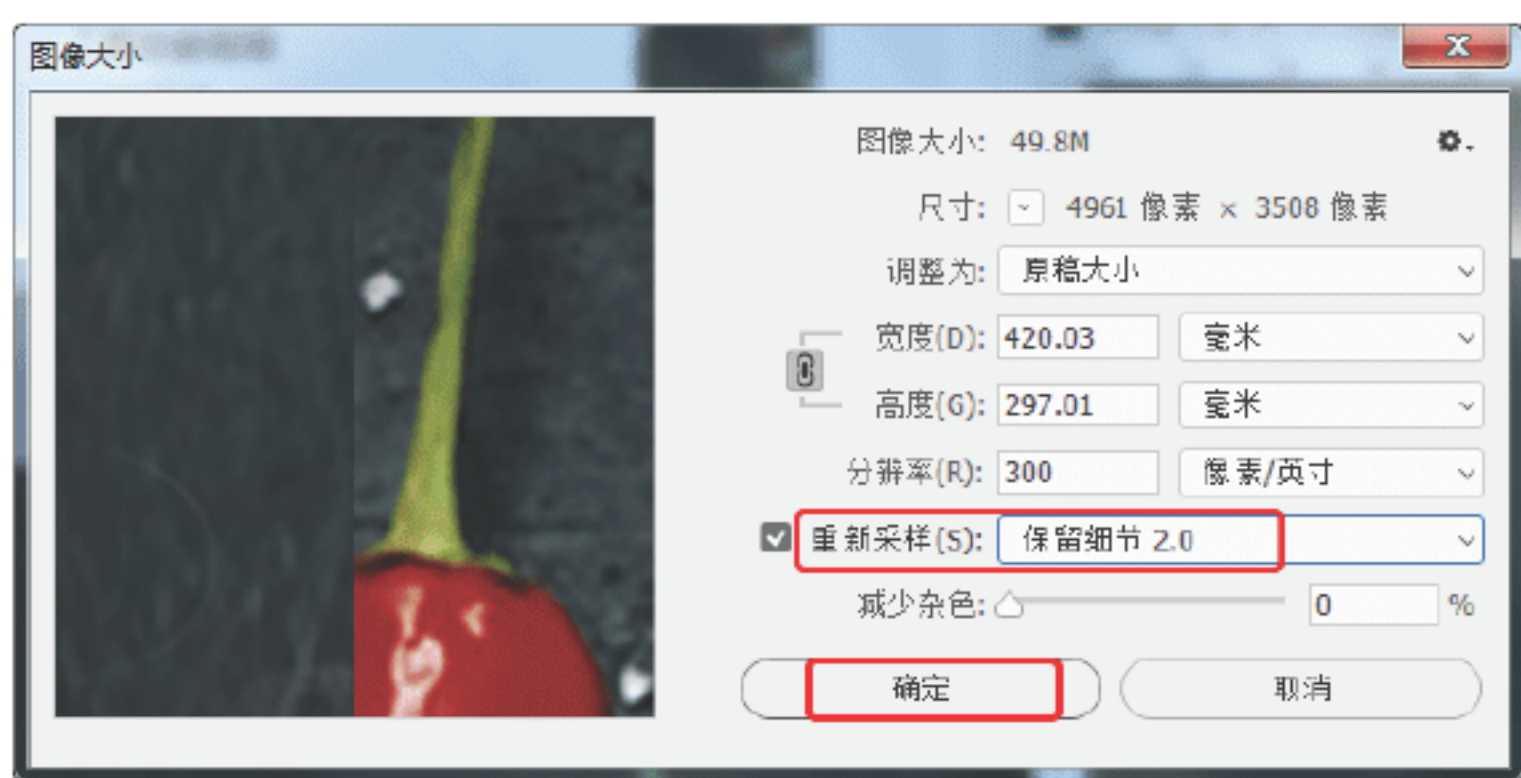 图像大小
图像大小: 49.8M
尺寸: 4961 像素 × 3508 像素
调整为: 原稿大小
宽度(D): 420.03 毫米
高度(G): 297.01 毫米
分辨率(R): 300 像素/英寸
重新采样(S): 保留细节 2.0
减少杂色: 0 %
确定 取消